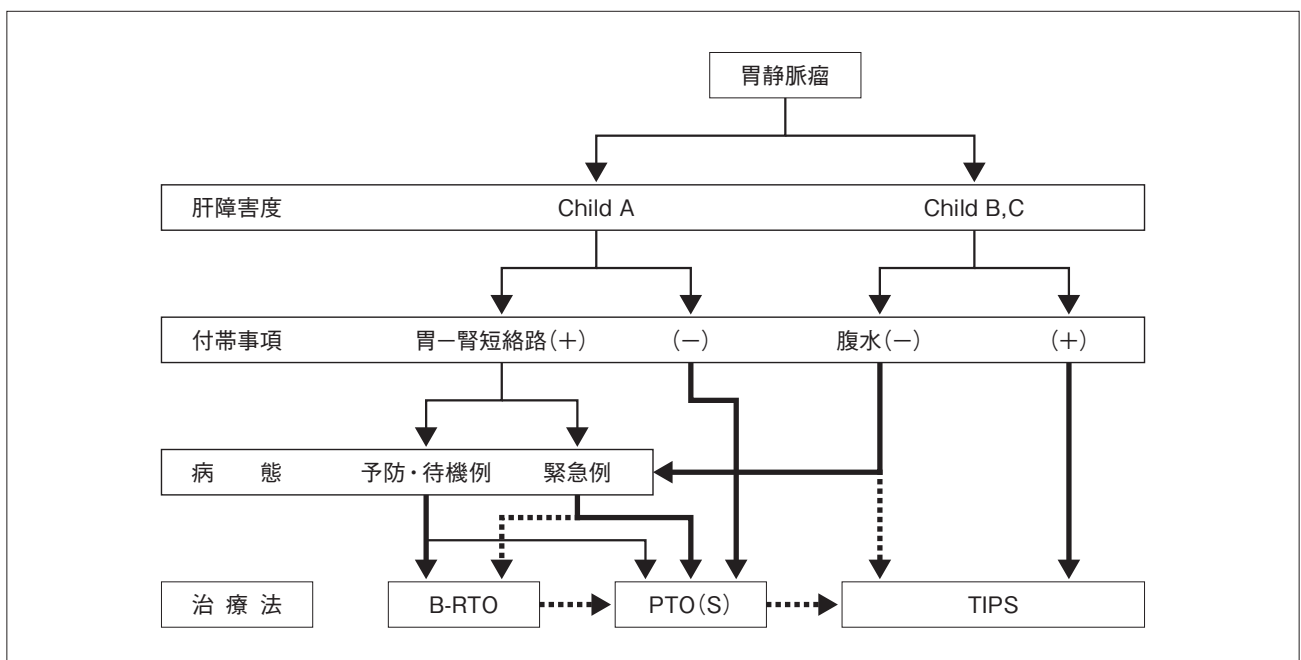 胃静脈瘤
肝障害度 Child A Child B,C
付帯事項 胃－腎短絡路(＋) (－) 腹水(－) (＋)
病 態 予防・待機例 緊急例
治 療 法 B-RTO PTO(S) TIPS